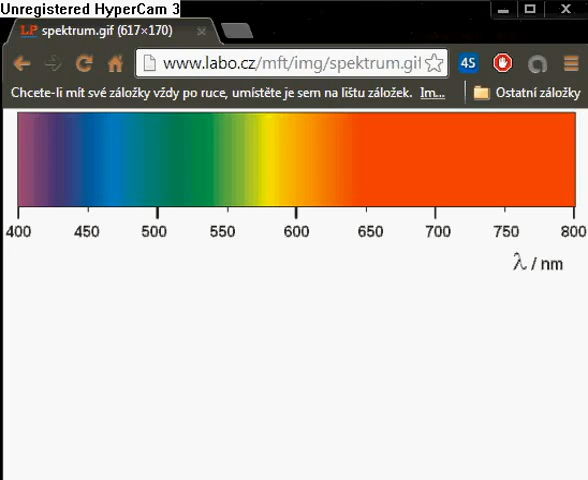 Unregistered HyperCam 3
LP spektrum.gif (617×170)
www.labo.cz/mft/img/spektrum.gif
4S
Chcete-li mít své záložky vždy po ruce, umístěte je sem na lištu záložek. Im...
Ostatní záložky
400 450 500 550 600 650 700 750 800
λ / nm